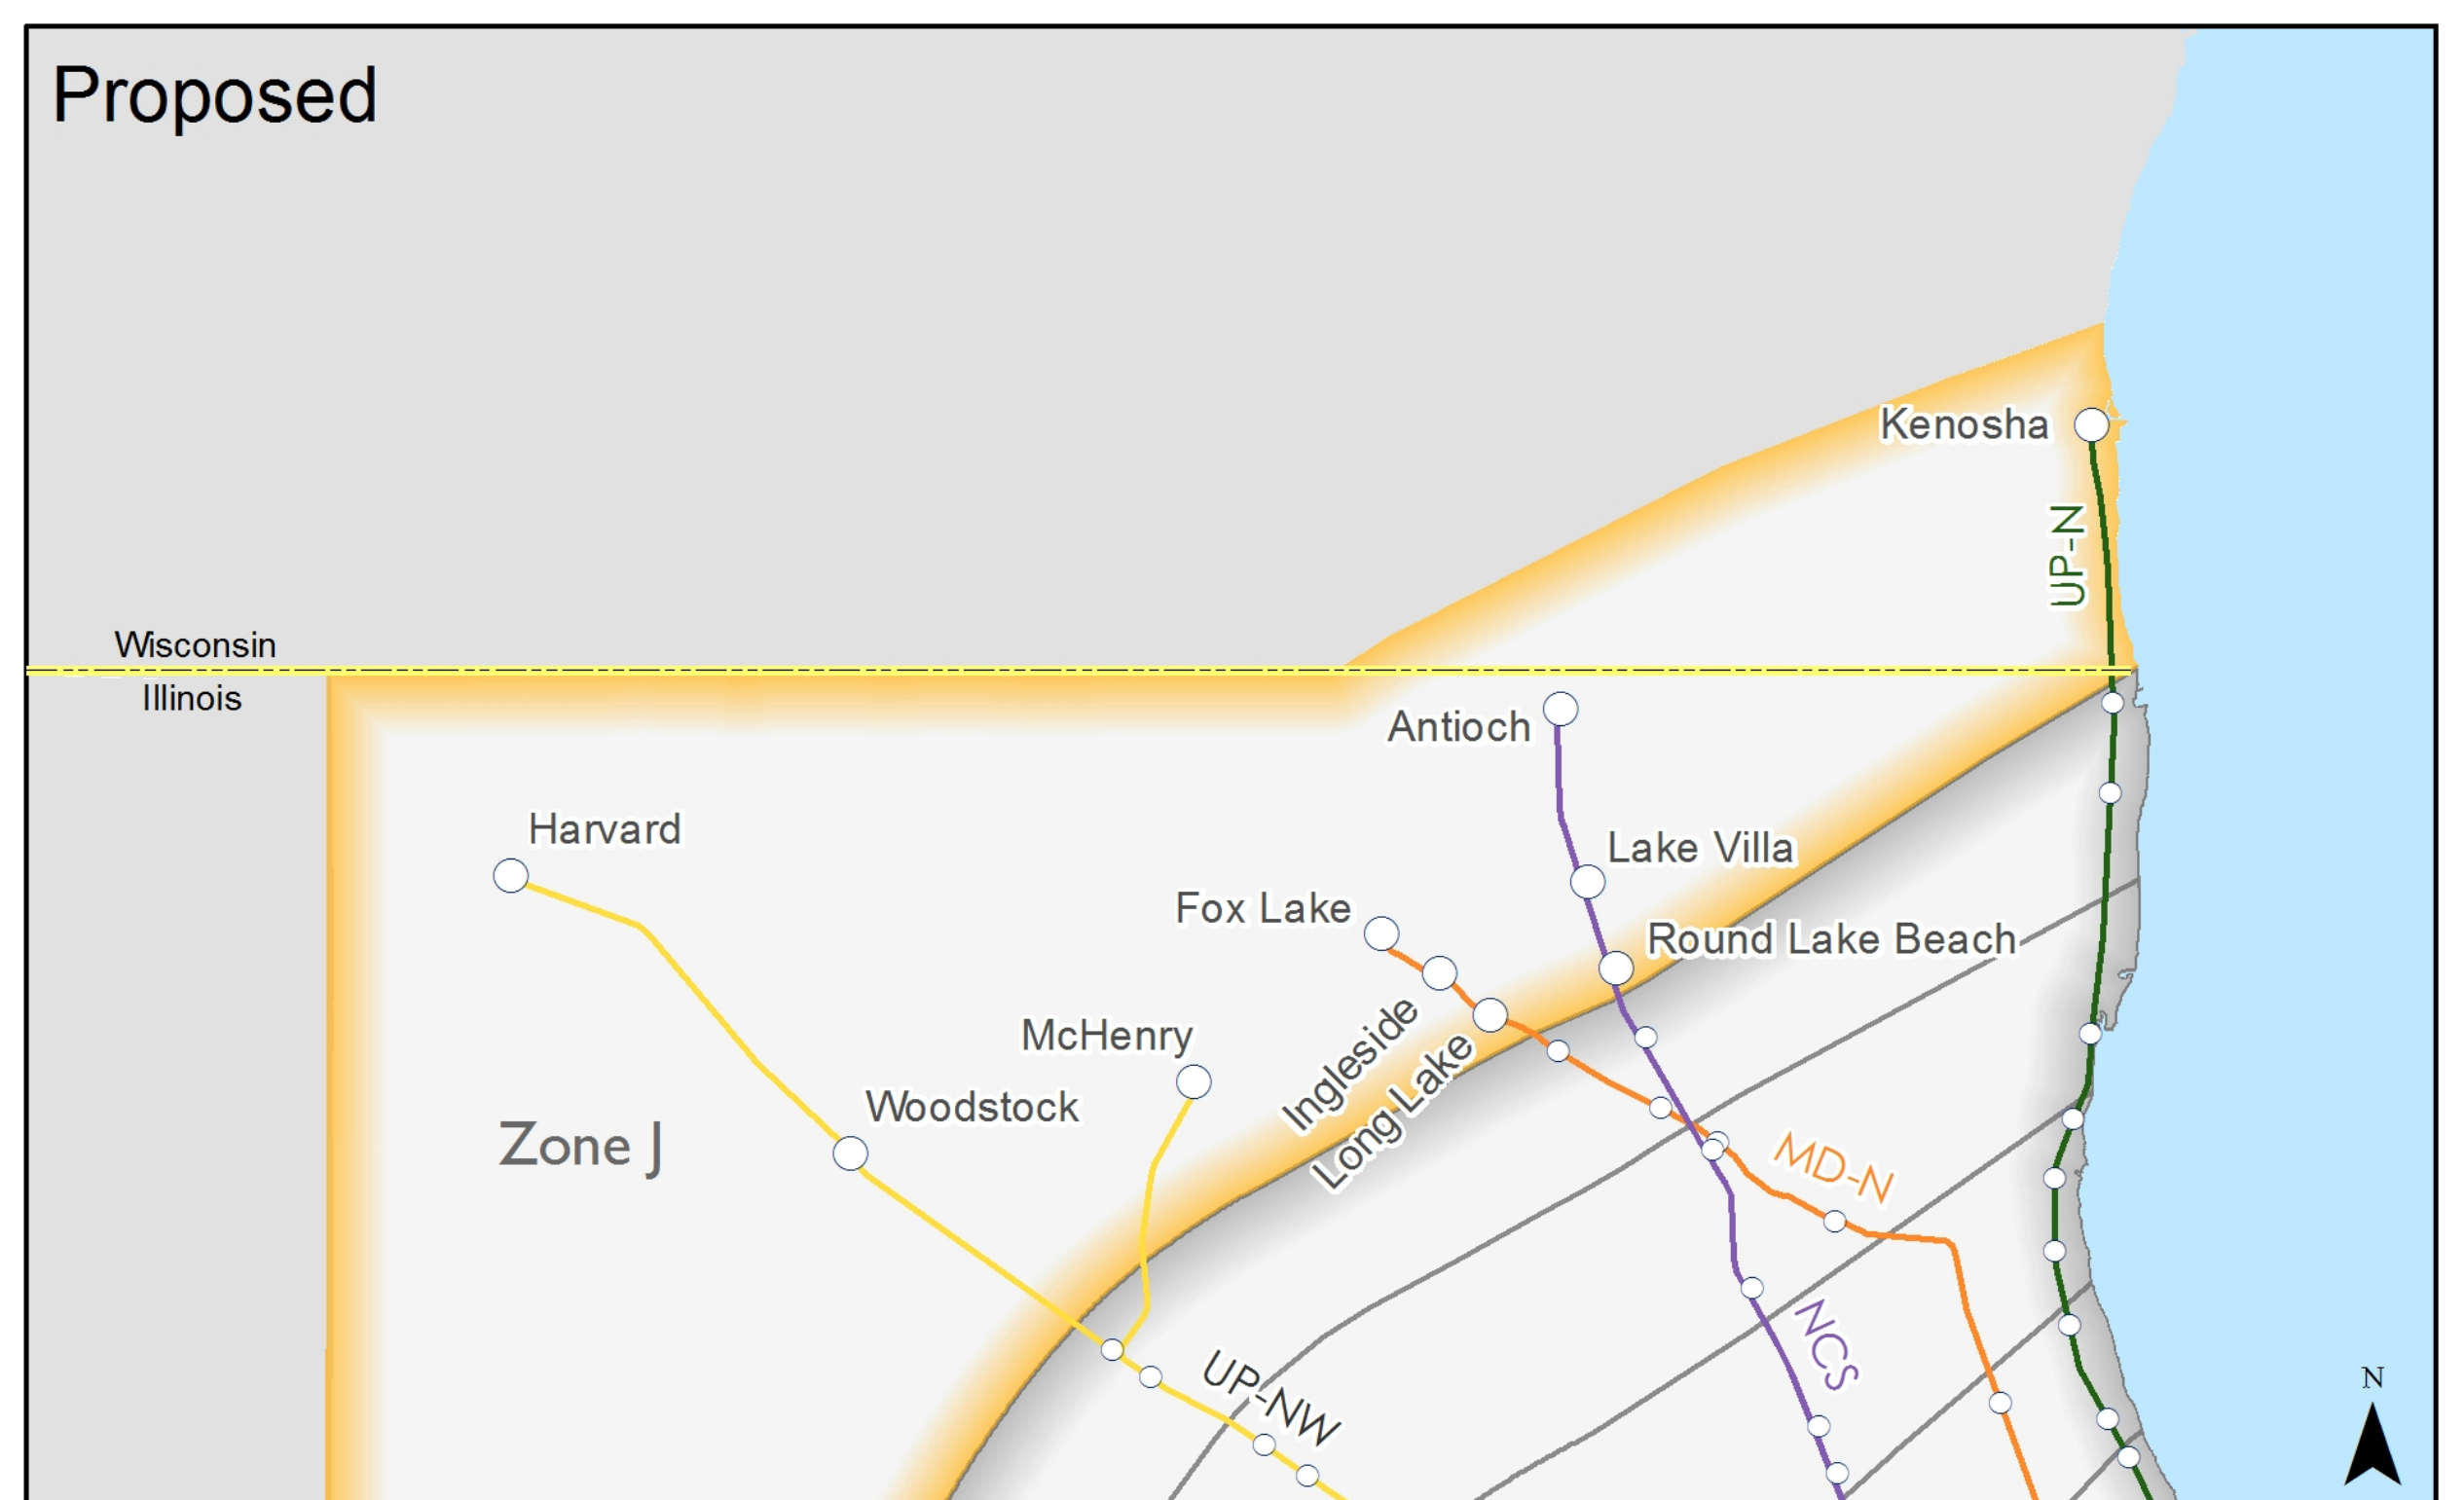 Proposed
Kenosha
UP-N
Wisconsin
Illinois
Antioch
Harvard
Lake Villa
Fox Lake
Round Lake Beach
Ingleside
Long Lake
McHenry
Woodstock
Zone J
MD-N
NCS
UP-NW
N